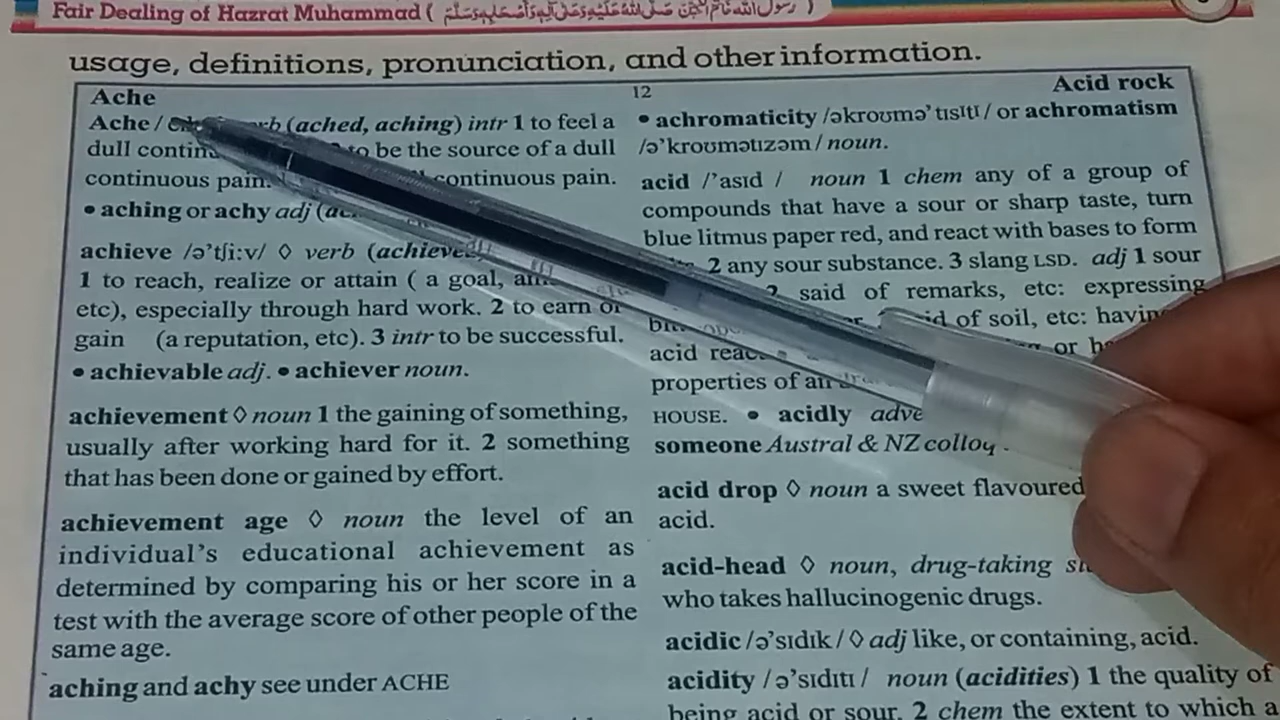 Fair Dealing of Hazrat Muhammad (
usage, definitions, pronunciation, and other information.
Ache
12
Acid rock
Ache / (ached, aching) intr 1 to feel a
dull to be the source of a dull
continuous pain. continuous pain.
• aching or achy adj
achieve /ə'tʃi:v/ ◊ verb
1 to reach, realize or attain ( a goal,
etc), especially through hard work. 2 to earn or
gain (a reputation, etc). 3 intr to be successful.
• achievable adj. • achiever noun.
achievement ◊ noun 1 the gaining of something,
usually after working hard for it. 2 something
that has been done or gained by effort.
achievement age ◊ noun the level of an
individual's educational achievement as
determined by comparing his or her score in a
test with the average score of other people of the
same age.
aching and achy see under ACHE
• achromaticity /əkroʊmə'tɪsɪtɪ / or achromatism
/ə'kroʊmətɪzəm / noun.
acid /'asɪd / noun 1 chem any of a group of
compounds that have a sour or sharp taste, turn
blue litmus paper red, and react with bases to form
2 any sour substance. 3 slang LSD. adj 1 sour
said of remarks, etc: expressing
of soil, etc: having
or
acid
properties of an
HOUSE. • acidly
someone Austral & NZ colloq
acid drop ◊ noun a sweet flavoured
acid.
acid-head ◊ noun, drug-taking
who takes hallucinogenic drugs.
acidic /ə'sɪdɪk / ◊ adj like, or containing, acid.
acidity /ə'sɪdɪtɪ / noun (acidities) 1 the quality of
being acid or sour. 2 chem the extent to which a